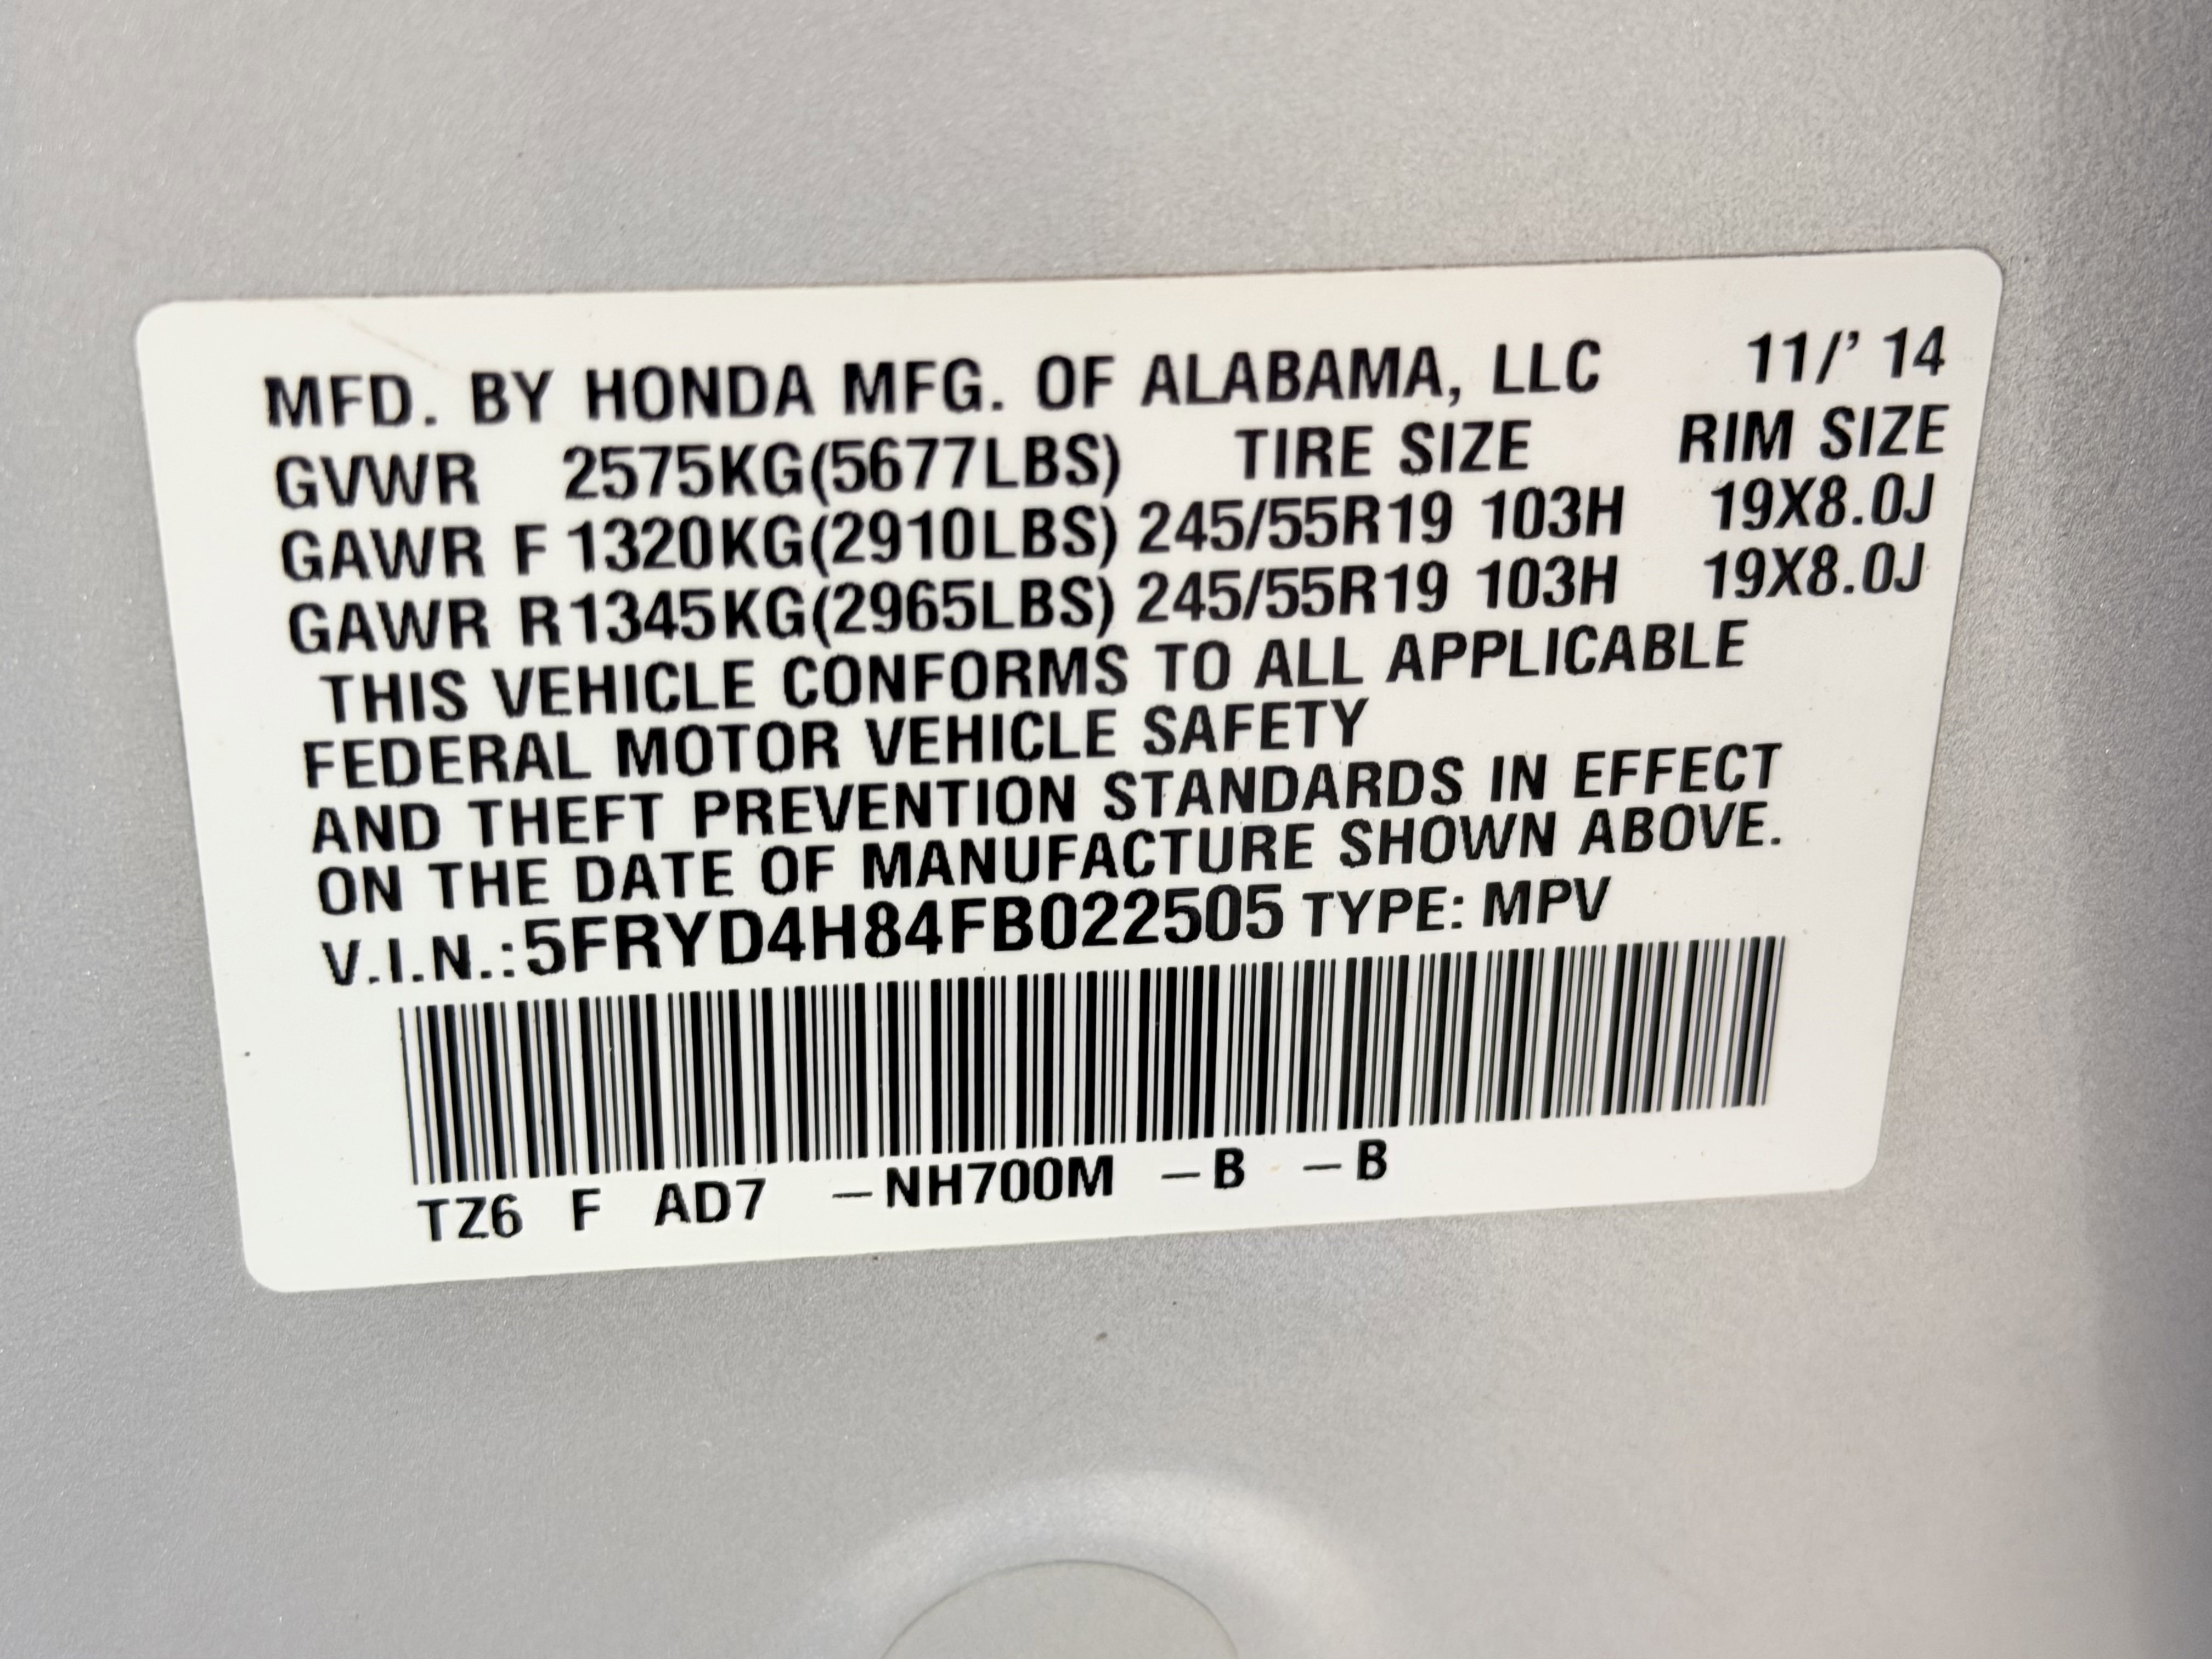 MFD. BY HONDA MFG. OF ALABAMA, LLC 11/' 14
GVWR 2575KG(5677LBS) TIRE SIZE RIM SIZE
GAWR F 1320KG(2910LBS) 245/55R19 103H 19X8.0J
GAWR R1345KG(2965LBS) 245/55R19 103H 19X8.0J
THIS VEHICLE CONFORMS TO ALL APPLICABLE
FEDERAL MOTOR VEHICLE SAFETY
AND THEFT PREVENTION STANDARDS IN EFFECT
ON THE DATE OF MANUFACTURE SHOWN ABOVE.
V.I.N.:5FRYD4H84FB022505 TYPE: MPV
TZ6 F AD7 –NH700M –B –B